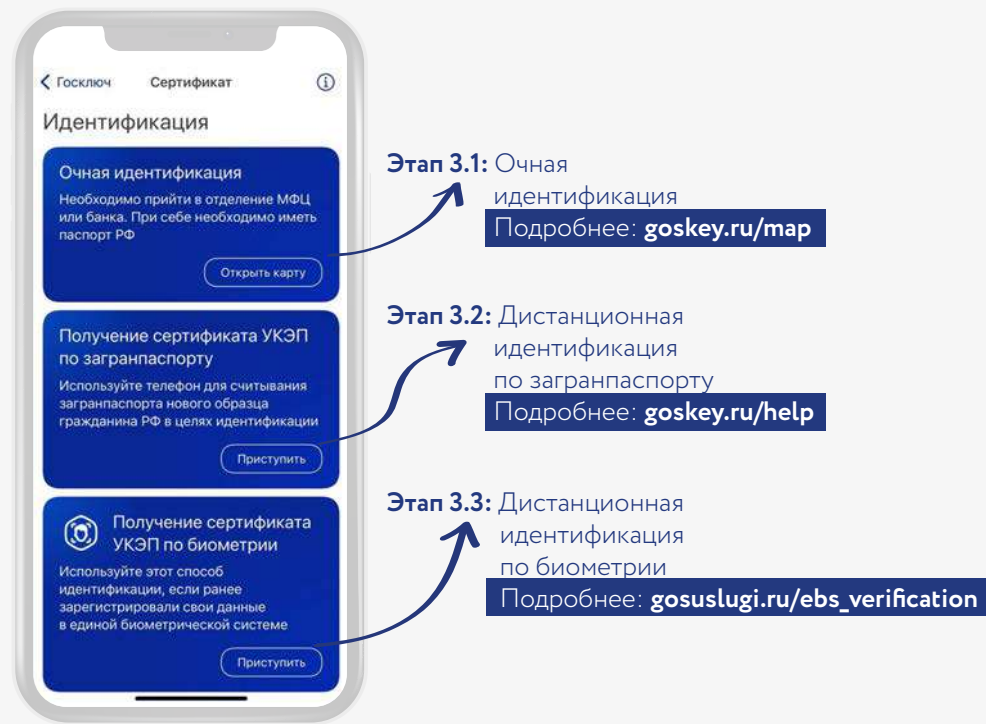 Госключ Сертификат
Идентификация
Очная идентификация
Необходимо прийти в отделение МФЦ
или банка. При себе необходимо иметь
паспорт РФ
Открыть карту
Получение сертификата УКЭП
по загранпаспорту
Используйте телефон для считывания
загранпаспорта нового образца
гражданина РФ в целях идентификации
Приступить
Получение сертификата
УКЭП по биометрии
Используйте этот способ
идентификации, если ранее
зарегистрировали свои данные
в единой биометрической системе
Приступить
Этап 3.1: Очная
идентификация
Подробнее: goskey.ru/map
Этап 3.2: Дистанционная
идентификация
по загранпаспорту
Подробнее: goskey.ru/help
Этап 3.3: Дистанционная
идентификация
по биометрии
Подробнее: gosuslugi.ru/ebs_verification